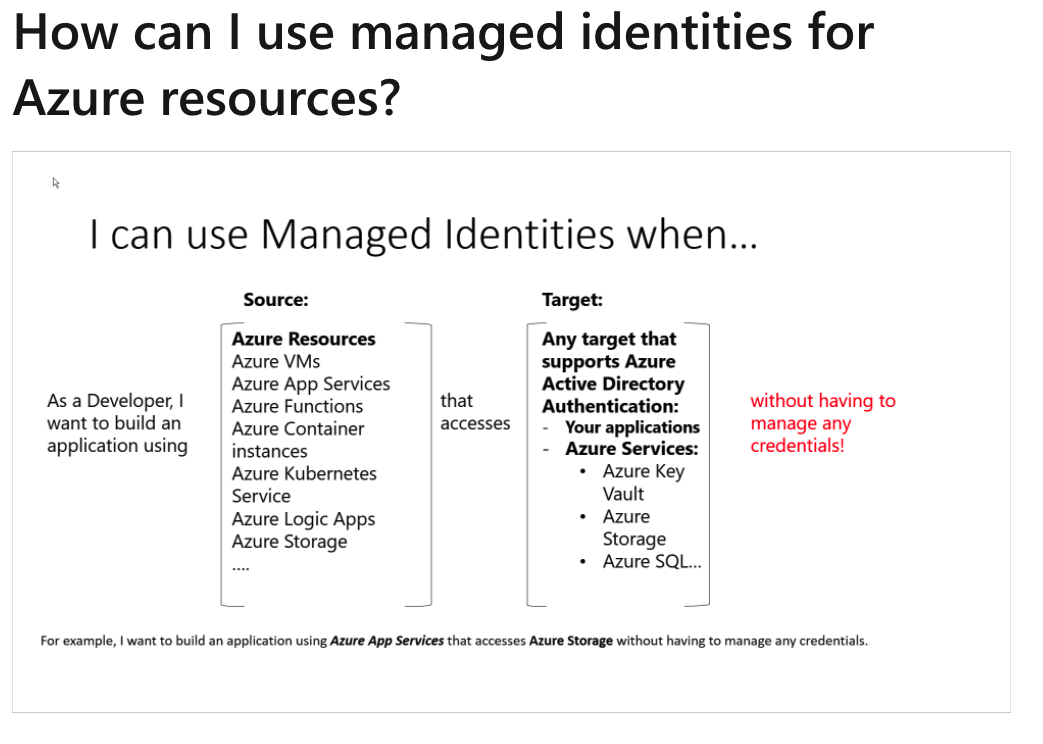 How can I use managed identities for
Azure resources?
I can use Managed Identities when...
Source:
Target:
As a Developer, I
want to build an
application using
Azure Resources
Azure VMs
Azure App Services
Azure Functions
Azure Container
instances
Azure Kubernetes
Service
Azure Logic Apps
Azure Storage
....
that
accesses
Any target that
supports Azure
Active Directory
Authentication:
- Your applications
- Azure Services:
• Azure Key
Vault
• Azure
Storage
• Azure SQL...
without having to
manage any
credentials!
For example, I want to build an application using Azure App Services that accesses Azure Storage without having to manage any credentials.